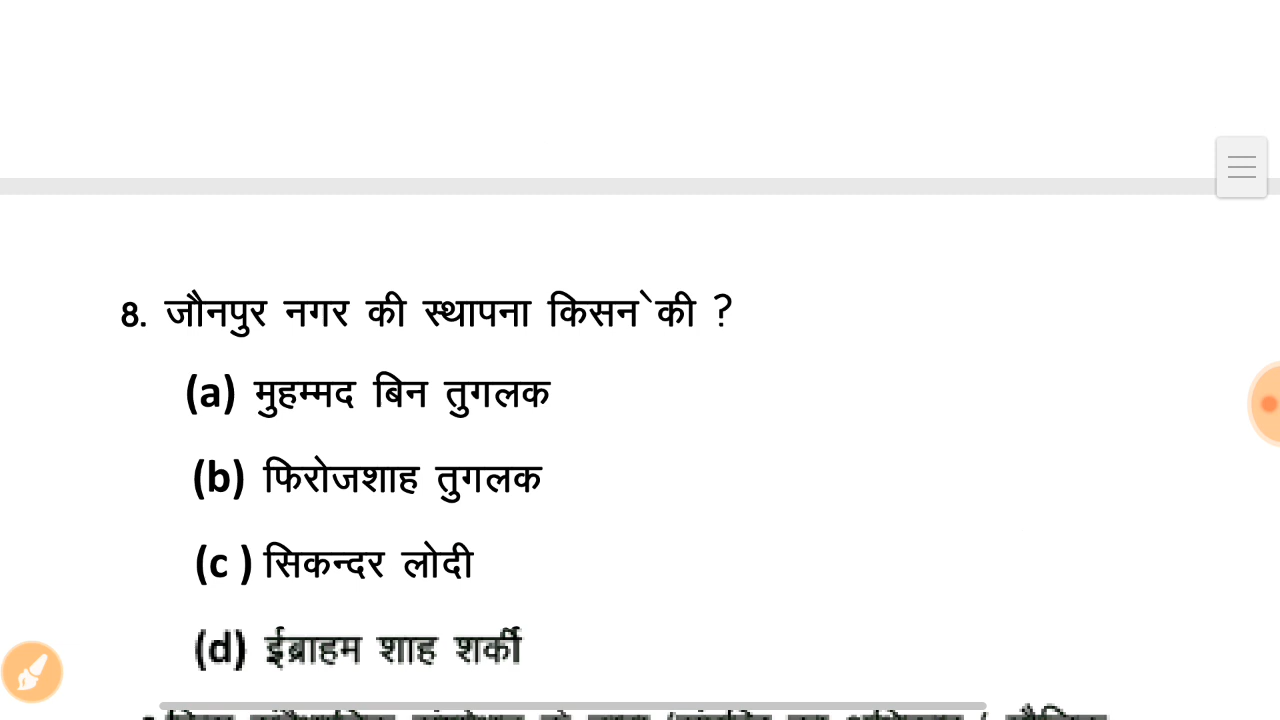 8. जौनपुर नगर की स्थापना किसने की ?
(a) मुहम्मद बिन तुगलक
(b) फिरोजशाह तुगलक
(c ) सिकन्दर लोदी
(d) ईब्राहम शाह शर्की